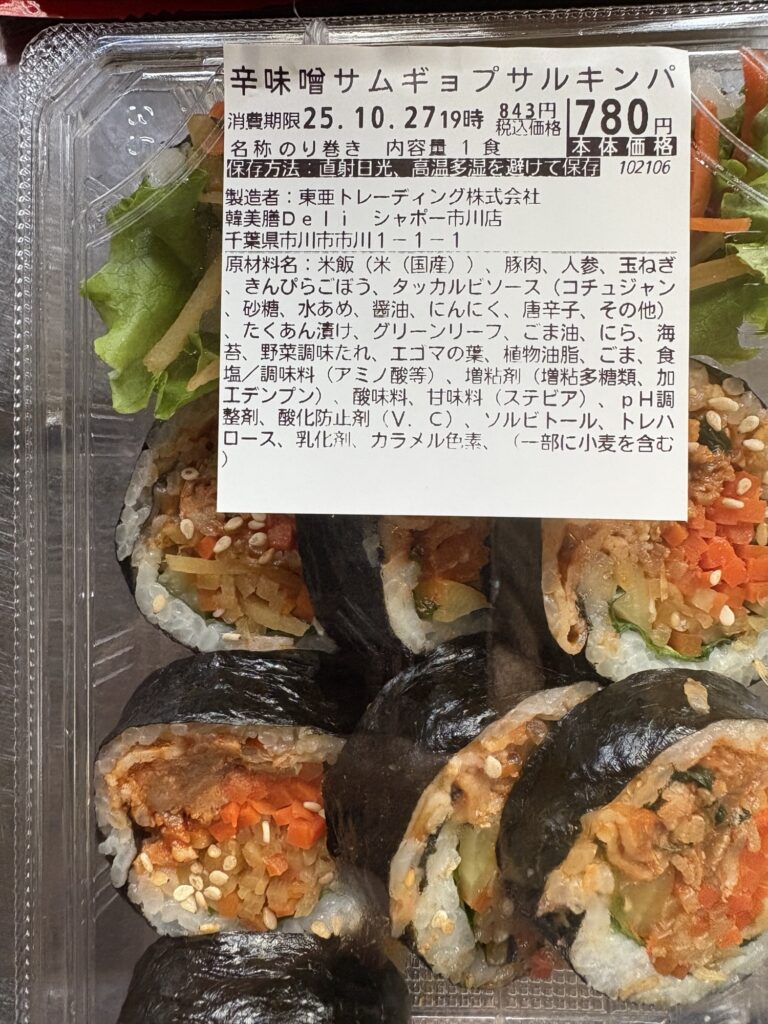 辛味噌サムギョプサルキンパ
消費期限25.10.27 19時 843円 税込価格 780円 本体価格
名称 のり巻き 内容量 1食
保存方法：直射日光、高温多湿を避けて保存 102106
製造者：東亜トレーディング株式会社
韓美膳Deli シャポー市川店
千葉県市川市市川1－1－1
原材料名：米飯（米（国産））、豚肉、人参、玉ねぎ
、きんぴらごぼう、タッカルビソース（コチュジャン
、砂糖、水あめ、醤油、にんにく、唐辛子、その他）
、たくあん漬け、グリーンリーフ、ごま油、にら、海
苔、野菜調味たれ、エゴマの葉、植物油脂、ごま、食
塩／調味料（アミノ酸等）、増粘剤（増粘多糖類、加
工デンプン）、酸味料、甘味料（ステビア）、pH調
整剤、酸化防止剤（V．C）、ソルビトール、トレハ
ロース、乳化剤、カラメル色素、（一部に小麦を含む
）